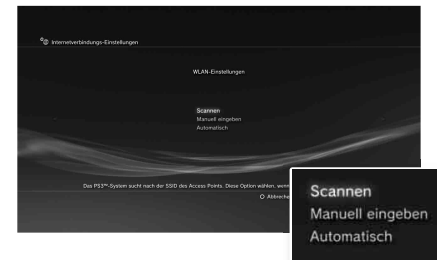 Internetverbindungs-Einstellungen
WLAN-Einstellungen
Scannen
Manuell eingeben
Automatisch
Das PS3™-System sucht nach der SSID des Access Points. Diese Option wählen, wenn
Abbreche
Scannen
Manuell eingeben
Automatisch